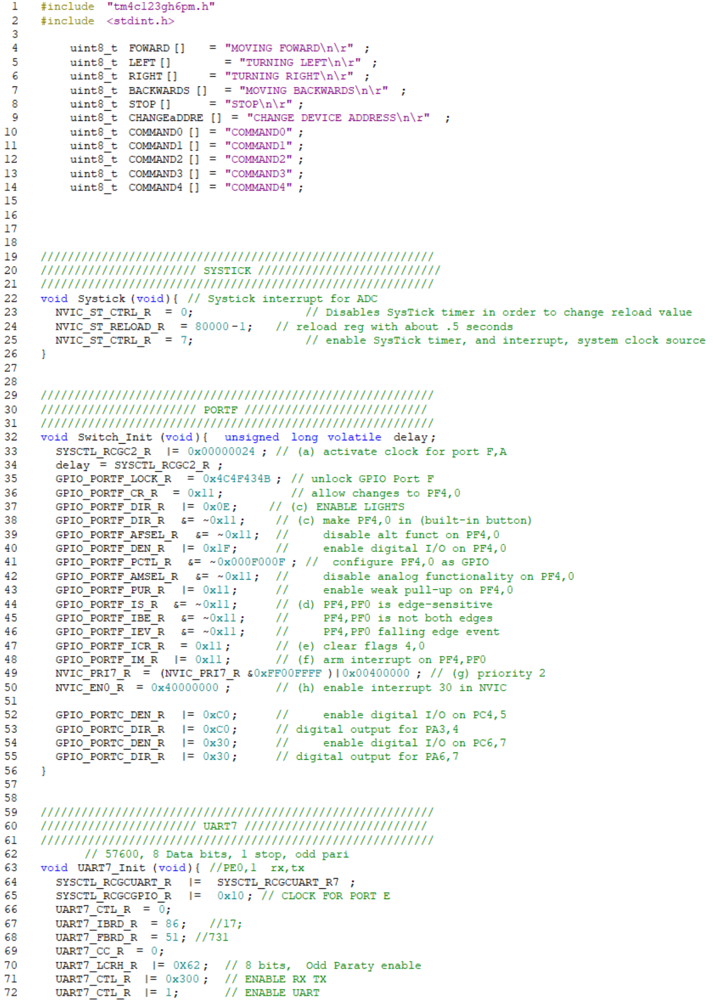 1 #include "tm4c123gh6pm.h"
2 #include <stdint.h>
3
4 uint8_t FOWARD [] = "MOVING FOWARD\n\r" ;
5 uint8_t LEFT [] = "TURNING LEFT\n\r" ;
6 uint8_t RIGHT [] = "TURNING RIGHT\n\r" ;
7 uint8_t BACKWARDS [] = "MOVING BACKWARDS\n\r" ;
8 uint8_t STOP [] = "STOP\n\r" ;
9 uint8_t CHANGEaDDRE [] = "CHANGE DEVICE ADDRESS\n\r" ;
10 uint8_t COMMAND0 [] = "COMMAND0" ;
11 uint8_t COMMAND1 [] = "COMMAND1" ;
12 uint8_t COMMAND2 [] = "COMMAND2" ;
13 uint8_t COMMAND3 [] = "COMMAND3" ;
14 uint8_t COMMAND4 [] = "COMMAND4" ;
15
16
17
18
19 //////////////////////////////////////////////////////////
20 /////////////////////// SYSTICK ///////////////////////////
21 //////////////////////////////////////////////////////////
22 void Systick (void){ // Systick interrupt for ADC
23 NVIC_ST_CTRL_R = 0; // Disables SysTick timer in order to change reload value
24 NVIC_ST_RELOAD_R = 80000 -1; // reload reg with about .5 seconds
25 NVIC_ST_CTRL_R = 7; // enable SysTick timer, and interrupt, system clock source
26 }
27
28
29 //////////////////////////////////////////////////////////
30 /////////////////////// PORTF ///////////////////////////
31 //////////////////////////////////////////////////////////
32 void Switch_Init (void){ unsigned long volatile delay;
33 SYSCTL_RCGC2_R |= 0x00000024 ; // (a) activate clock for port F,A
34 delay = SYSCTL_RCGC2_R ;
35 GPIO_PORTF_LOCK_R = 0x4C4F434B ; // unlock GPIO Port F
36 GPIO_PORTF_CR_R = 0x11; // allow changes to PF4,0
37 GPIO_PORTF_DIR_R |= 0x0E; // (c) ENABLE LIGHTS
38 GPIO_PORTF_DIR_R &= ~0x11; // (c) make PF4,0 in (built-in button)
39 GPIO_PORTF_AFSEL_R &= ~0x11; // disable alt funct on PF4,0
40 GPIO_PORTF_DEN_R |= 0x1F; // enable digital I/O on PF4,0
41 GPIO_PORTF_PCTL_R &= ~0x000F000F ; // configure PF4,0 as GPIO
42 GPIO_PORTF_AMSEL_R &= ~0x11; // disable analog functionality on PF4,0
43 GPIO_PORTF_PUR_R |= 0x11; // enable weak pull-up on PF4,0
44 GPIO_PORTF_IS_R &= ~0x11; // (d) PF4,PF0 is edge-sensitive
45 GPIO_PORTF_IBE_R &= ~0x11; // PF4,PF0 is not both edges
46 GPIO_PORTF_IEV_R &= ~0x11; // PF4,PF0 falling edge event
47 GPIO_PORTF_ICR_R = 0x11; // (e) clear flags 4,0
48 GPIO_PORTF_IM_R |= 0x11; // (f) arm interrupt on PF4,PF0
49 NVIC_PRI7_R = (NVIC_PRI7_R &0xFF00FFFF )|0x00400000 ; // (g) priority 2
50 NVIC_EN0_R = 0x40000000 ; // (h) enable interrupt 30 in NVIC
51
52 GPIO_PORTC_DEN_R |= 0xC0; // enable digital I/O on PC4,5
53 GPIO_PORTC_DIR_R |= 0xC0; // digital output for PA3,4
54 GPIO_PORTC_DEN_R |= 0x30; // enable digital I/O on PC6,7
55 GPIO_PORTC_DIR_R |= 0x30; // digital output for PA6,7
56 }
57
58
59 //////////////////////////////////////////////////////////
60 /////////////////////// UART7 ///////////////////////////
61 //////////////////////////////////////////////////////////
62 // 57600, 8 Data bits, 1 stop, odd pari
63 void UART7_Init (void){ //PE0,1 rx,tx
64 SYSCTL_RCGCUART_R |= SYSCTL_RCGCUART_R7 ;
65 SYSCTL_RCGCGPIO_R |= 0x10; // CLOCK FOR PORT E
66 UART7_CTL_R = 0;
67 UART7_IBRD_R = 86; //17;
68 UART7_FBRD_R = 51; //731
69 UART7_CC_R = 0;
70 UART7_LCRH_R |= 0X62; // 8 bits, Odd Paraty enable
71 UART7_CTL_R |= 0x300; // ENABLE RX TX
72 UART7_CTL_R |= 1; // ENABLE UART